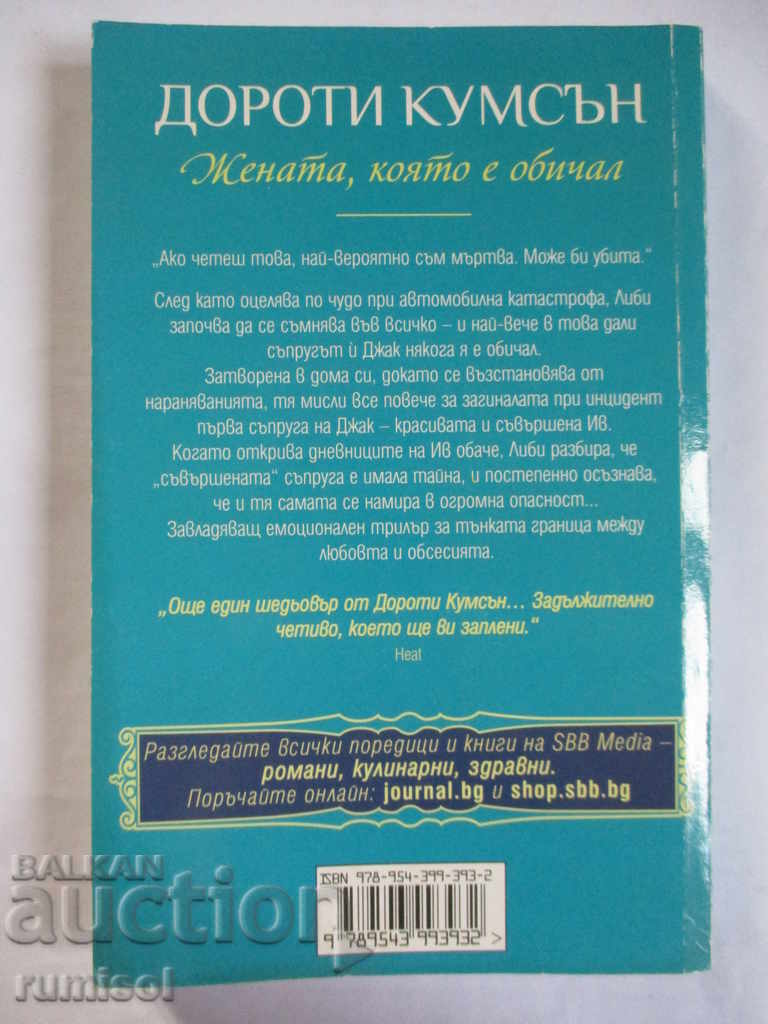 ДОРОТИ КУМСЪН
Жената, която е обичал
„Ако четеш това, най-вероятно съм мъртва. Може би убита.“
След като оцелява по чудо при автомобилна катастрофа, Либи
започва да се съмнява във всичко – и най-вече в това дали
съпругът ѝ Джак някога я е обичал.
Затворена в дома си, докато се възстановява от
нараняванията, тя мисли все повече за загиналата при инцидент
първа съпруга на Джак – красивата и съвършена Ив.
Когато открива дневниците на Ив обаче, Либи разбира, че
„съвършената“ съпруга е имала тайна, и постепенно осъзнава,
че и тя самата се намира в огромна опасност...
Завладяващ емоционален трилър за тънката граница между
любовта и обсесията.
„Още един шедьовър от Дороти Кумсън... Задължително
четиво, което ще ви заплени.“
Heat
Разгледайте всички поредици и книги на SBB Media –
романи, кулинарни, здравни.
Поръчайте онлайн: journal.bg и shop.sbb.bg
ISBN 978-954-399-393-2
9 789543 993932 >
BALKAN
auction
rumisol